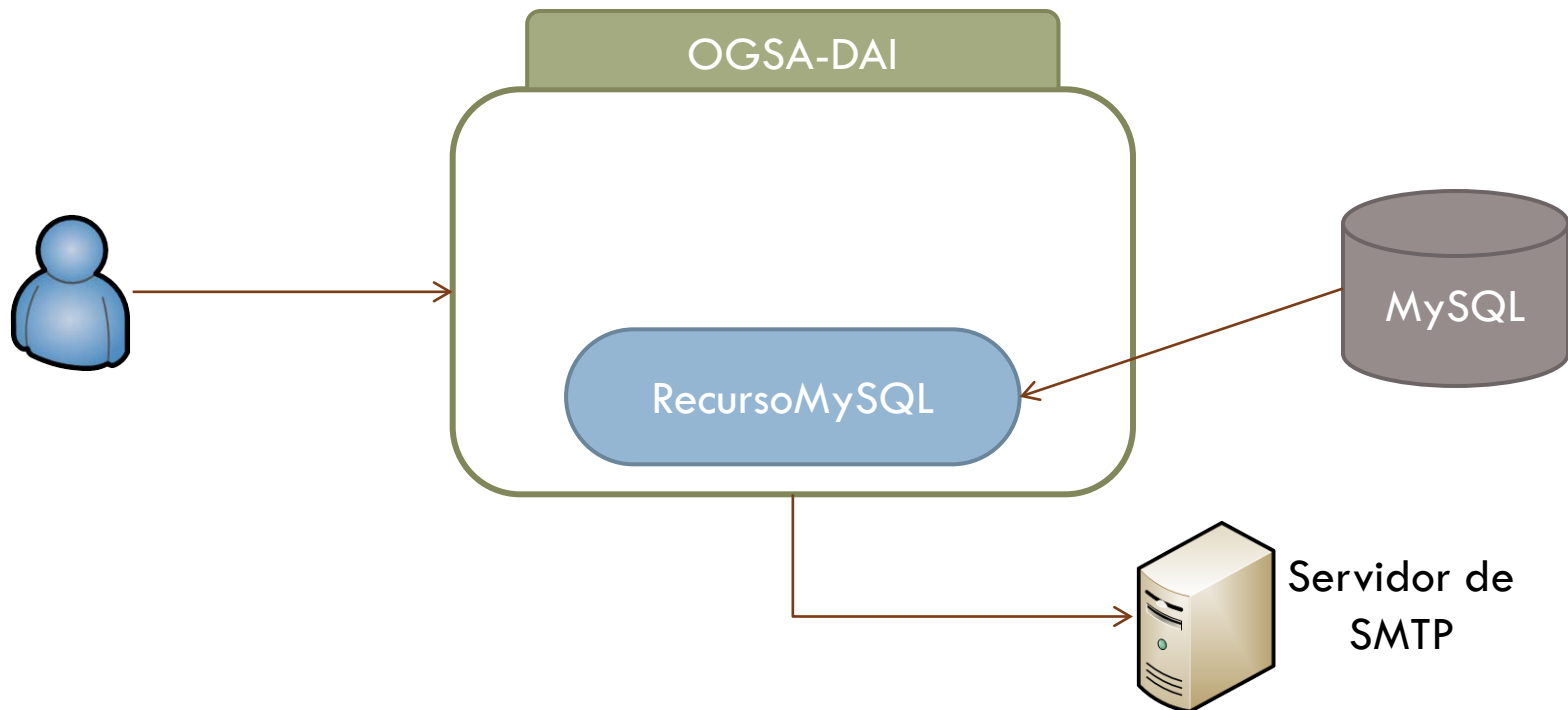 OGSA-DAI
MySQL
RecursoMySQL
Servidor de
SMTP